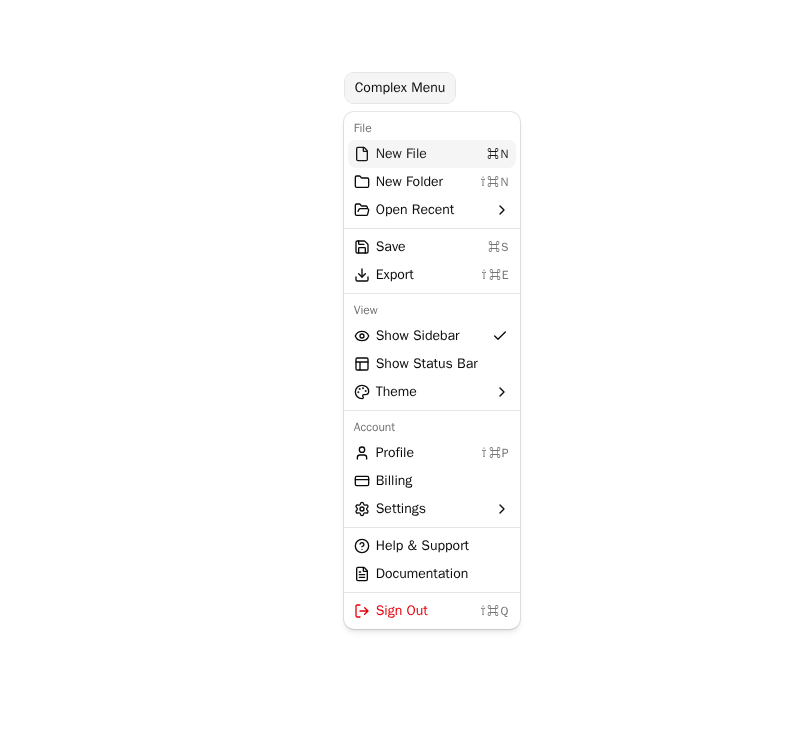 Complex Menu
File
New File ⌘N
New Folder ⇧⌘N
Open Recent
Save ⌘S
Export ⇧⌘E
View
Show Sidebar
Show Status Bar
Theme
Account
Profile ⇧⌘P
Billing
Settings
Help & Support
Documentation
Sign Out ⇧⌘Q